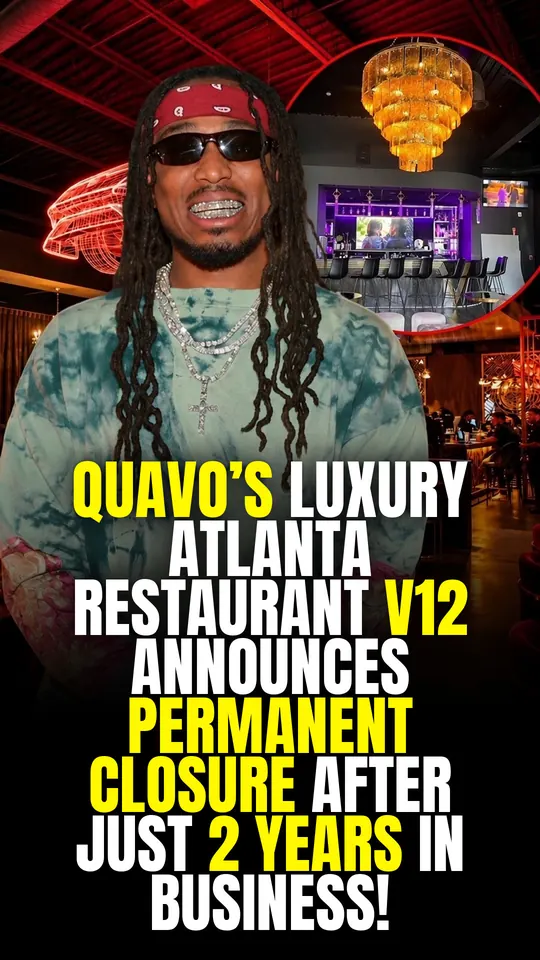 QUAVO’S LUXURY
ATLANTA
RESTAURANT V12
ANNOUNCES
PERMANENT
CLOSURE AFTER
JUST 2 YEARS IN
BUSINESS!